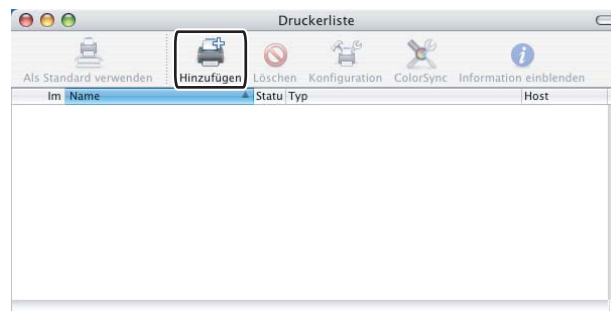 Druckerliste
Als Standard verwenden Hinzufügen Löschen Konfiguration ColorSync Information einblenden
Im Name Statu Typ Host